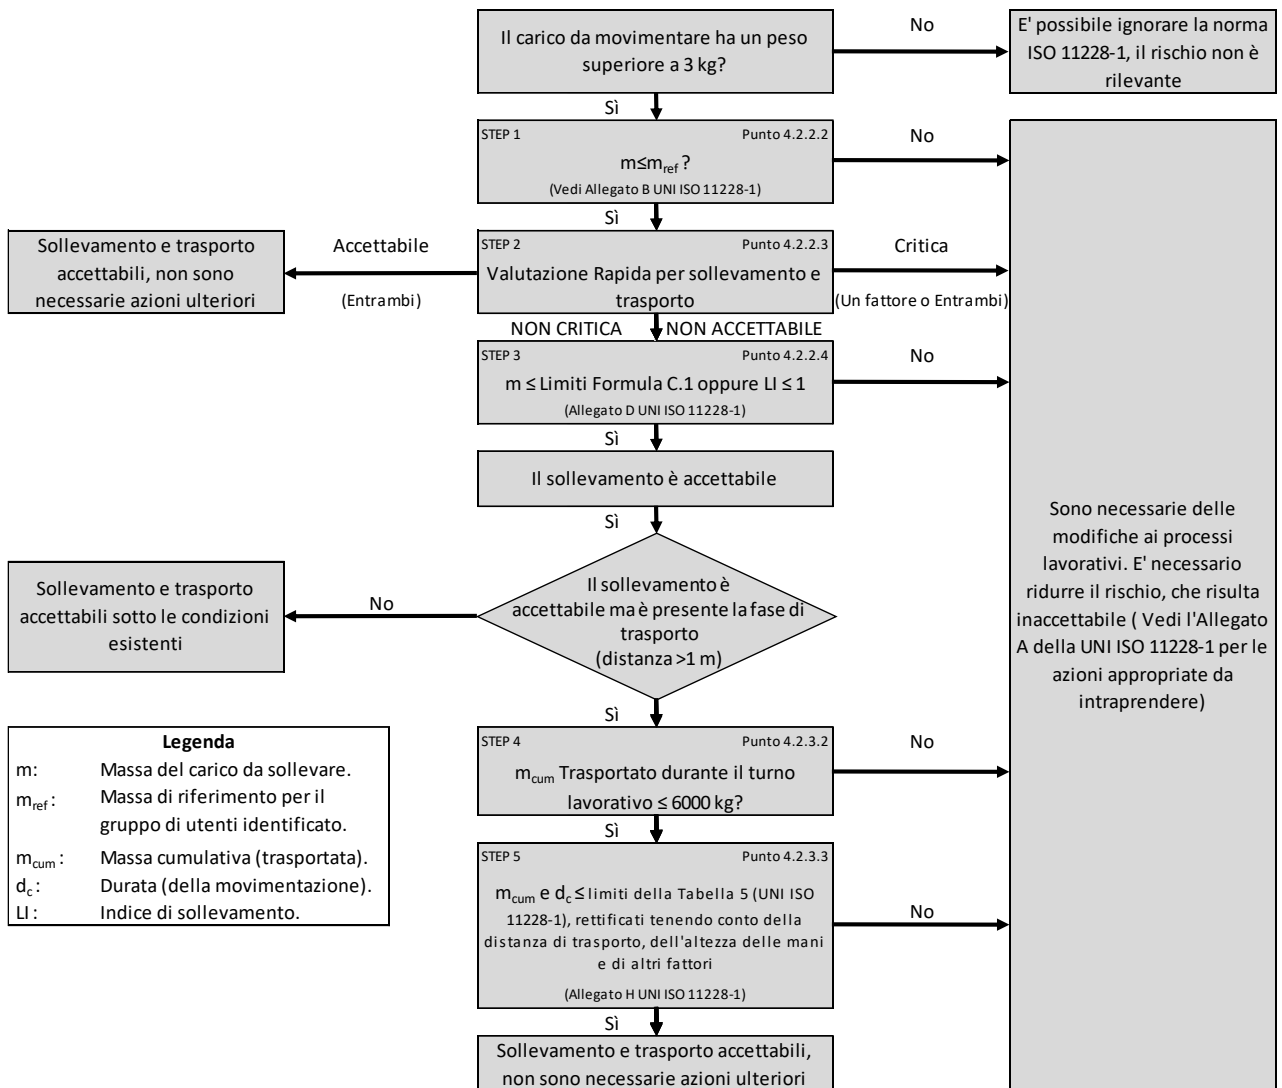 Il carico da movimentare ha un peso
superiore a 3 kg?
No
E' possibile ignorare la norma
ISO 11228-1, il rischio non è
rilevante
Sì
STEP 1 Punto 4.2.2.2
m≤mref ?
(Vedi Allegato B UNI ISO 11228-1)
No
Sì
Sollevamento e trasporto
accettabili, non sono
necessarie azioni ulteriori
Accettabile
(Entrambi)
STEP 2 Punto 4.2.2.3
Valutazione Rapida per sollevamento e
trasporto
Critica
(Un fattore o Entrambi)
NON CRITICA NON ACCETTABILE
STEP 3 Punto 4.2.2.4
m ≤ Limiti Formula C.1 oppure LI ≤ 1
(Allegato D UNI ISO 11228-1)
No
Sì
Il sollevamento è accettabile
Sì
Il sollevamento è
accettabile ma è presente la fase di
trasporto
(distanza >1 m)
No
Sollevamento e trasporto
accettabili sotto le condizioni
esistenti
Sono necessarie delle
modifiche ai processi
lavorativi. E' necessario
ridurre il rischio, che risulta
inaccettabile ( Vedi l'Allegato
A della UNI ISO 11228-1 per le
azioni appropriate da
intraprendere)
Sì
STEP 4 Punto 4.2.3.2
mcum Trasportato durante il turno
lavorativo ≤ 6000 kg?
No
Sì
STEP 5 Punto 4.2.3.3
mcum e dc ≤ limiti della Tabella 5 (UNI ISO
11228-1), rettificati tenendo conto della
distanza di trasporto, dell'altezza delle mani
e di altri fattori
(Allegato H UNI ISO 11228-1)
No
Sì
Sollevamento e trasporto accettabili,
non sono necessarie azioni ulteriori
Legenda
m: Massa del carico da sollevare.
mref : Massa di riferimento per il
gruppo di utenti identificato.
mcum : Massa cumulativa (trasportata).
dc : Durata (della movimentazione).
LI : Indice di sollevamento.